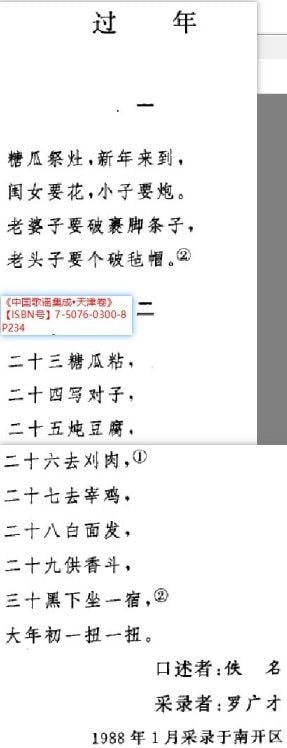 过 年
一
糖瓜祭灶，新年来到，
闺女要花，小子要炮。
老婆子要破裹脚条子，
老头子要个破毡帽。②
《中国歌谣集成•天津卷》
【ISBN号】7-5076-0300-8
P234
二
二十三糖瓜粘，
二十四写对子，
二十五炖豆腐，
二十六去刈肉，①
二十七去宰鸡，
二十八白面发，
二十九供香斗，
三十黑下坐一宿，②
大年初一扭一扭。
口述者：佚 名
采录者：罗广才
1988 年 1 月采录于南开区